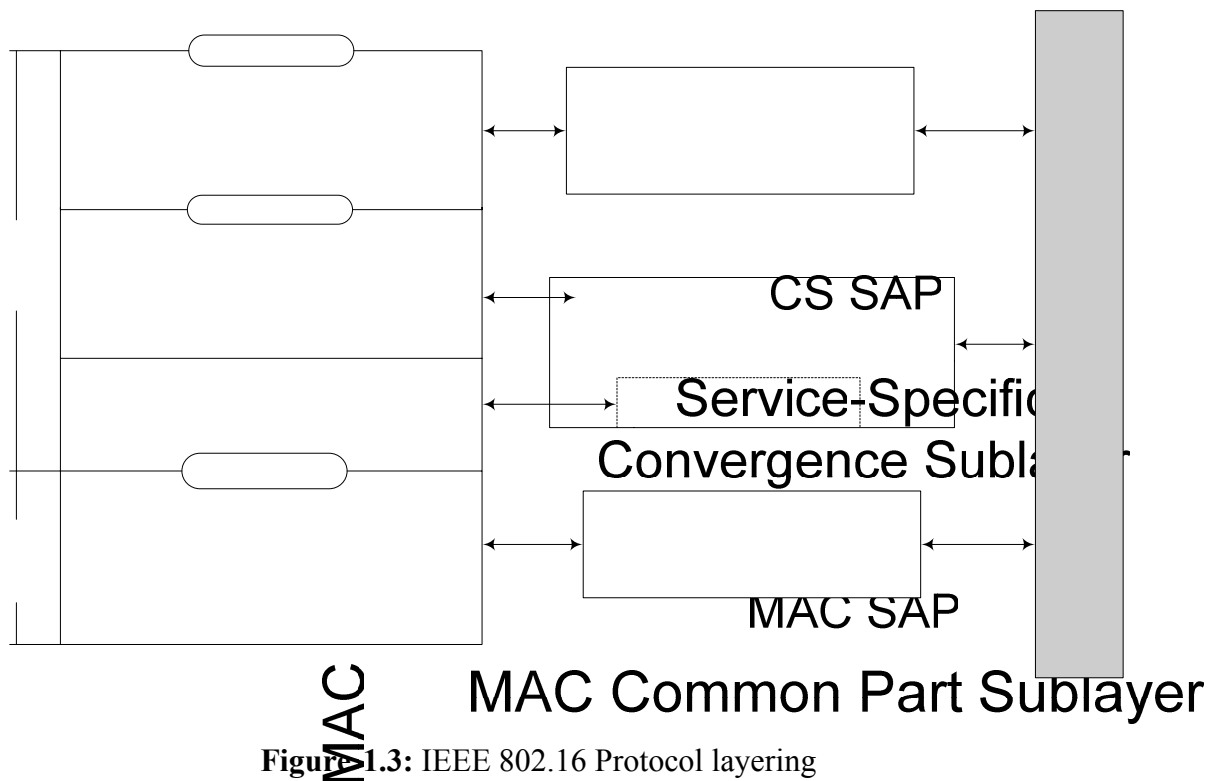 CS SAP
Service-Specific
Convergence Sublayer
MAC SAP
MAC
MAC Common Part Sublayer
Figure 1.3: IEEE 802.16 Protocol layering